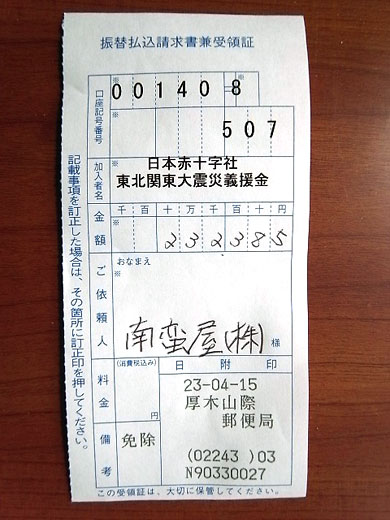 振替払込請求書兼受領証
口座記号番号
※
001408
※
507
加入者名
日本赤十字社
東北関東大震災義援金
金額
千百十万千百十円
※
232385
ご依頼人
おなまえ
※
南蛮屋(株)様
料金
(消費税込み)
円
日附印
23-04-15
厚木山際
郵便局
備考
免除
(02243)03
N90330027
この受領証は、大切に保管してください。
記載事項を訂正した場合は、その箇所に訂正印を押してください。